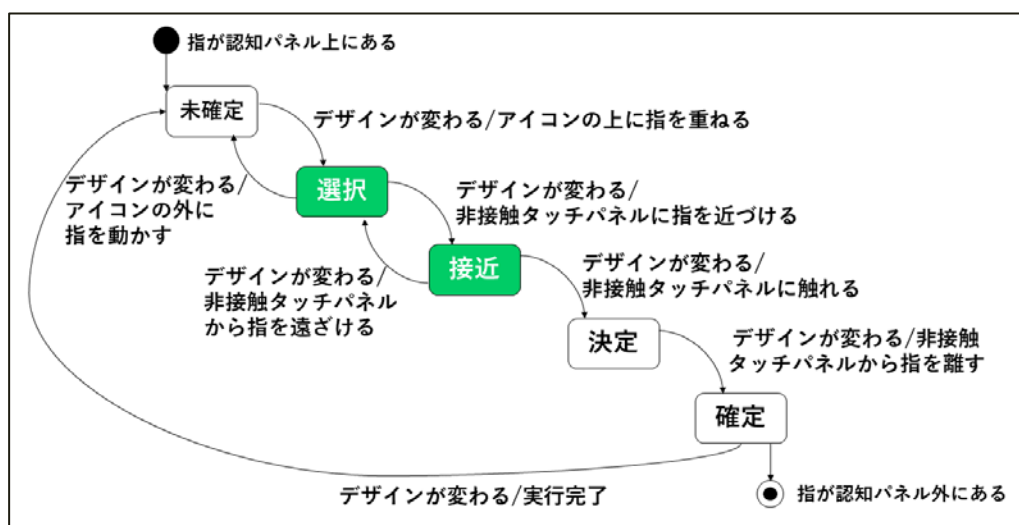 指が認知パネル上にある
未確定
デザインが変わる/アイコンの上に指を重ねる
デザインが変わる/
アイコンの外に
指を動かす
選択
デザインが変わる/
非接触タッチパネルに指を近づける
接近
デザインが変わる/
非接触タッチパネル
から指を遠ざける
デザインが変わる/
非接触タッチパネルに触れる
決定
デザインが変わる/非接触
タッチパネルから指を離す
確定
デザインが変わる/実行完了
指が認知パネル外にある